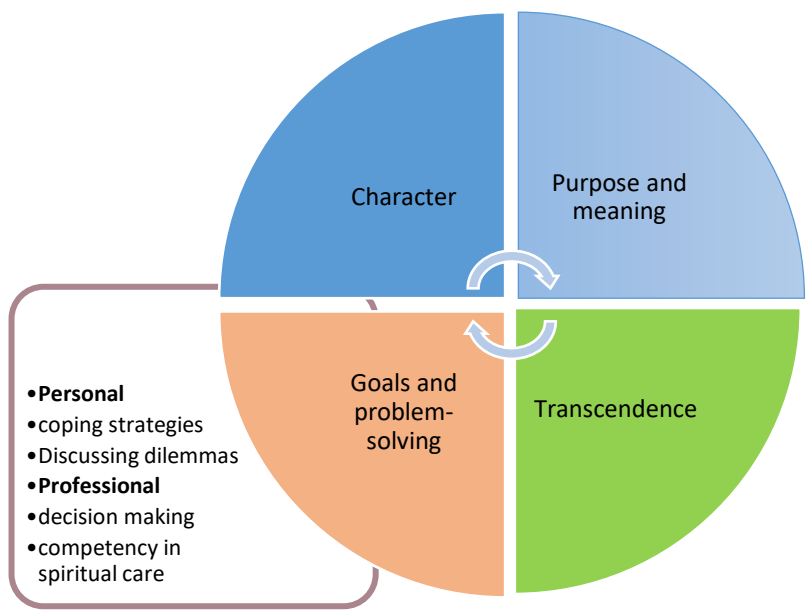 Character
Purpose and
meaning
Goals and
problem-
solving
Transcendence
•Personal
•coping strategies
•Discussing dilemmas
•Professional
•decision making
•competency in
spiritual care